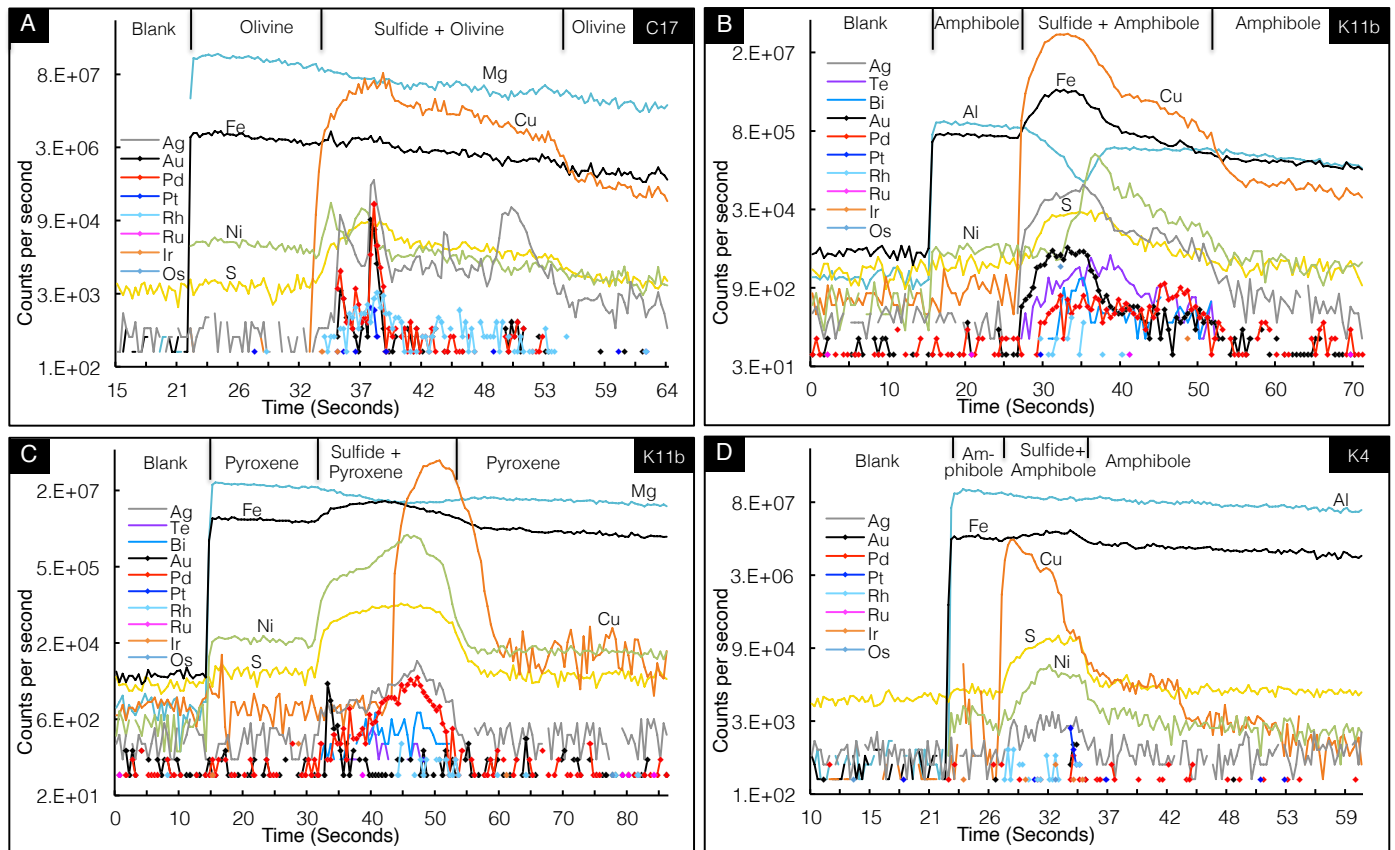 A
Blank
Olivine
Sulfide + Olivine
Olivine
C17
8.E+07
3.E+06
9.E+04
3.E+03
1.E+02
Counts per second
Mg
Fe
Cu
Ni
S
Ag
Au
Pd
Pt
Rh
Ru
Ir
Os
15 22 26 32 37 42 48 53 59 64
Time (Seconds)
B
Blank
Amphibole
Sulfide + Amphibole
Amphibole
K11b
2.E+07
8.E+05
3.E+04
9.E+02
3.E+01
Counts per second
Ag
Te
Bi
Au
Pd
Pt
Rh
Ru
Ir
Os
Al
Fe
Cu
S
Ni
0 10 20 30 40 50 60 70
Time (Seconds)
C
Blank
Pyroxene
Sulfide +
Pyroxene
Pyroxene
K11b
2.E+07
5.E+05
2.E+04
6.E+02
2.E+01
Counts per second
Mg
Fe
Ni
S
Cu
Ag
Te
Bi
Au
Pd
Pt
Rh
Ru
Ir
Os
0 10 20 30 40 50 60 70 80
Time (Seconds)
D
Blank
Am-
phibole
Sulfide+
Amphibole
Amphibole
K4
8.E+07
3.E+06
9.E+04
3.E+03
1.E+02
Counts per second
Al
Fe
Cu
S
Ni
Ag
Au
Pd
Pt
Rh
Ru
Ir
Os
10 15 21 26 32 37 42 48 53 59
Time (Seconds)